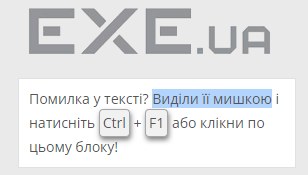 EXE.UA
Помилка у тексті? Виділи її мишкою і
натисніть Ctrl + F1 або клікни по
цьому блоку!